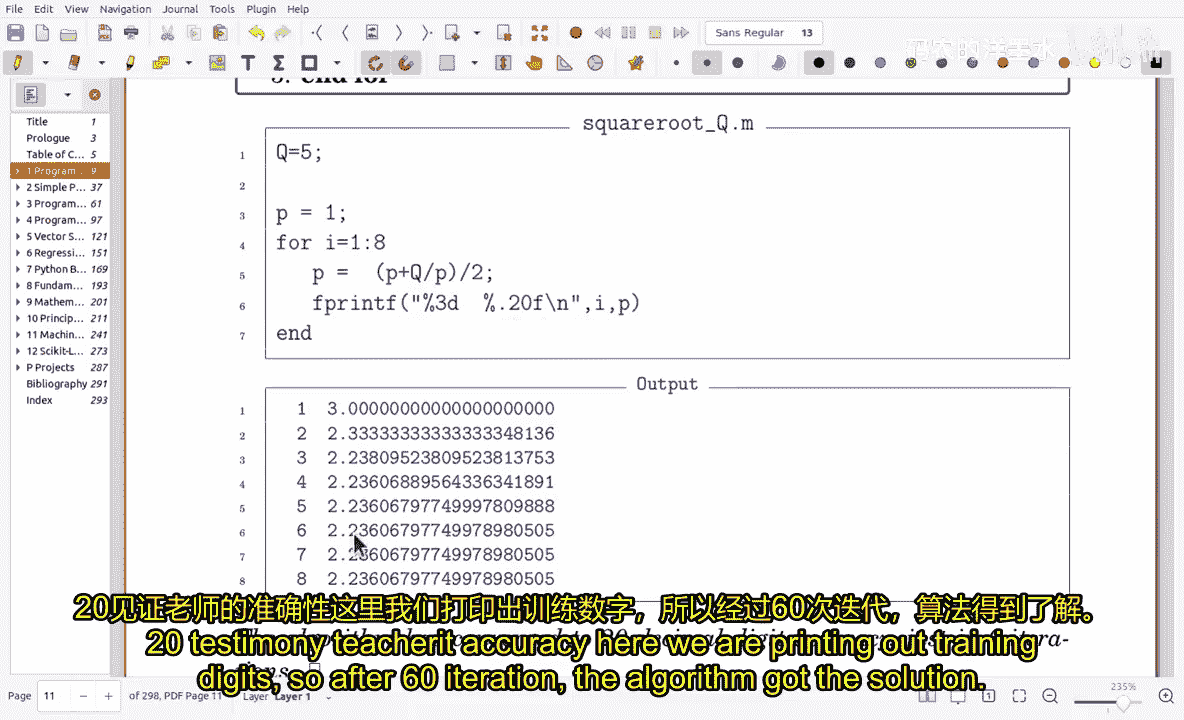 File Edit View Navigation Journal Tools Plugin Help
Sans Regular 13
Title 1
Prologue 3
Table of C... 5
1 Program . 9
2 Simple P... 37
3 Program... 61
4 Program... 97
5 Vector S... 121
6 Regressi... 151
7 Python B... 169
8 Fundam... 193
9 Mathem... 201
10 Princip... 211
11 Machin... 241
12 Scikit-L... 273
P Projects 287
Bibliography 291
Index 293
squareroot_Q.m
1 Q=5;
2
3 p = 1;
4 for i=1:8
5 p = (p+Q/p)/2;
6 fprintf("%3d %.20f\n",i,p)
7 end
Output
1 1 3.00000000000000000000
2 2 2.33333333333333348136
3 3 2.23809523809523813753
4 4 2.23606889564336341891
5 5 2.23606797749997809888
6 6 2.23606797749978980505
7 7 2.23606797749978980505
8 8 2.23606797749978980505
20见证老师的准确性这里我们打印出训练数字，所以经过60次迭代，算法得到了解。
20 testimony teacherit accuracy here we are printing out training
digits, so after 60 iteration, the algorithm got the solution.
Page 11 of 298, PDF Page 11 Layer Layer 1 235%